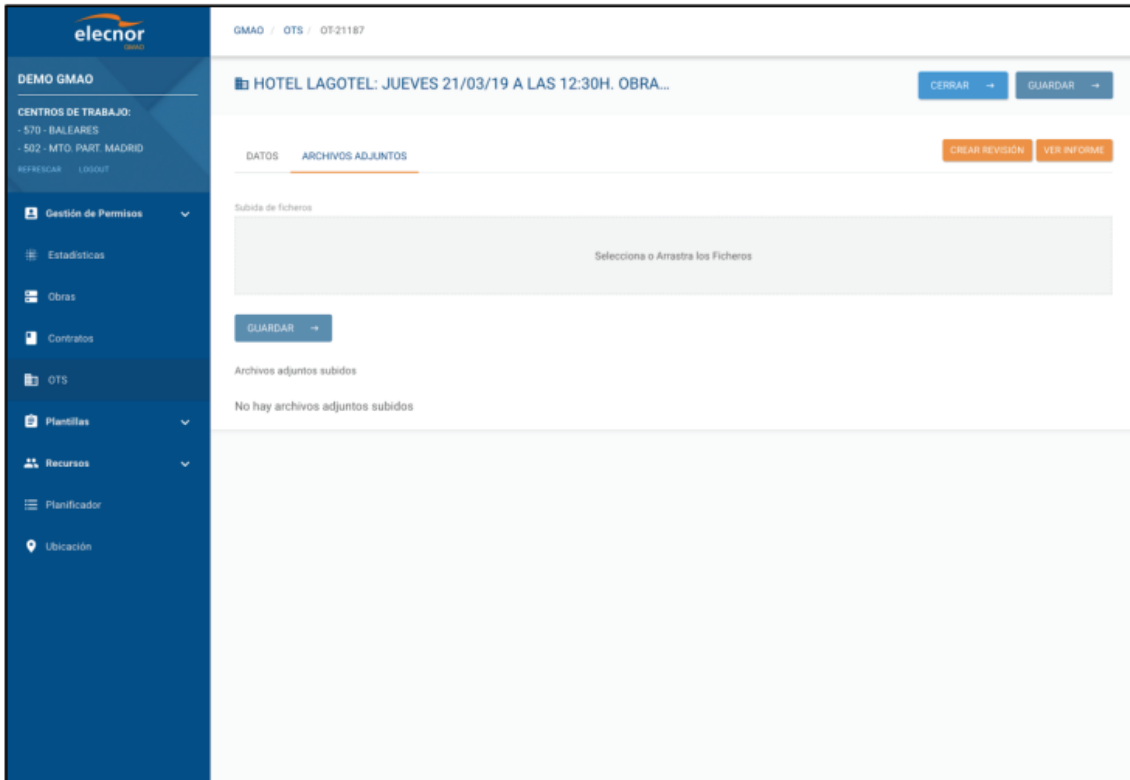 elecnor
GMAO
DEMO GMAO
CENTROS DE TRABAJO:
- 570 - BALEARES
- 502 - MTO. PART. MADRID
REFRESCAR LOGOUT
Gestión de Permisos
Estadísticas
Obras
Contratos
OTS
Plantillas
Recursos
Planificador
Ubicación
GMAO / OTS / OT-21187
HOTEL LAGOTEL: JUEVES 21/03/19 A LAS 12:30H. OBRA...
CERRAR →
GUARDAR →
DATOS
ARCHIVOS ADJUNTOS
CREAR REVISIÓN
VER INFORME
Subida de ficheros
Selecciona o Arrastra los Ficheros
GUARDAR →
Archivos adjuntos subidos
No hay archivos adjuntos subidos